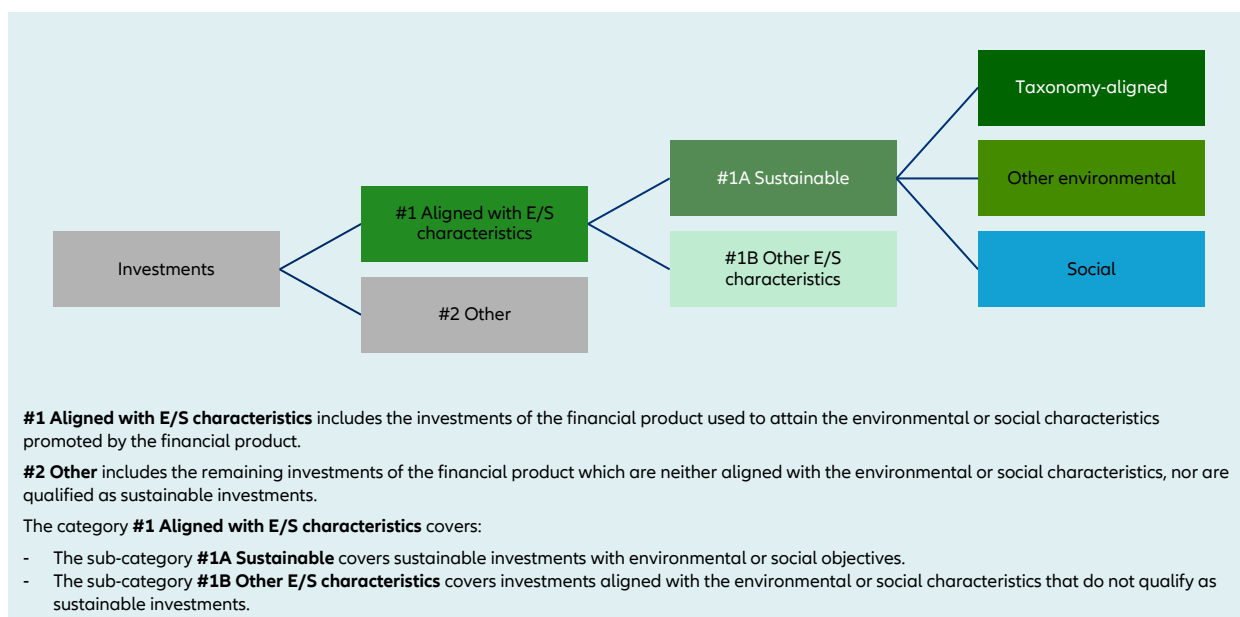 Taxonomy-aligned
#1A Sustainable
Other environmental
#1 Aligned with E/S
characteristics
#1B Other E/S
characteristics
Investments
Social
#2 Other
#1 Aligned with E/S characteristics includes the investments of the financial product used to attain the environmental or social characteristics
promoted by the financial product.
#2 Other includes the remaining investments of the financial product which are neither aligned with the environmental or social characteristics, nor are
qualified as sustainable investments.
The category #1 Aligned with E/S characteristics covers:
- The sub-category #1A Sustainable covers sustainable investments with environmental or social objectives.
- The sub-category #1B Other E/S characteristics covers investments aligned with the environmental or social characteristics that do not qualify as
sustainable investments.